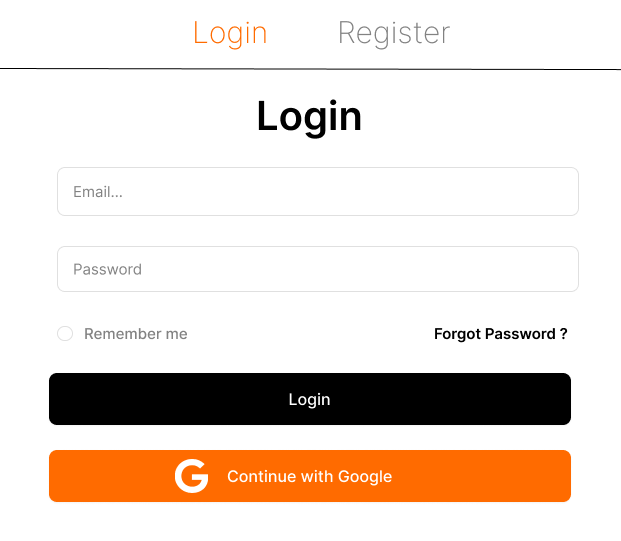 Login Register
Login
Email...
Password
Remember me Forgot Password ?
Login
G Continue with Google